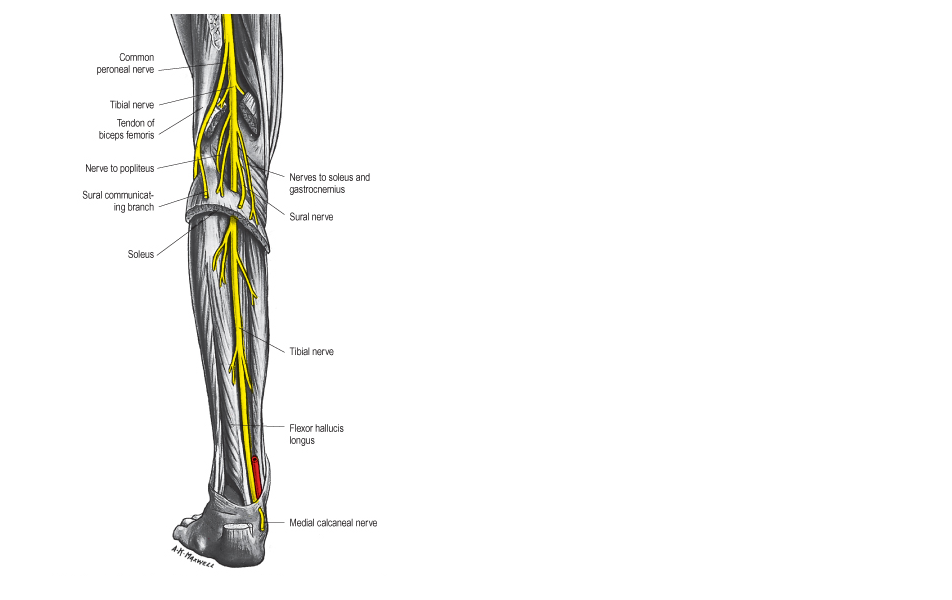 Common
peroneal nerve
Tibial nerve
Tendon of
biceps femoris
Nerve to popliteus
Sural communicat-
ing branch
Soleus
Nerves to soleus and
gastrocnemius
Sural nerve
Tibial nerve
Flexor hallucis
longus
Medial calcaneal nerve
A·K·Maxwell